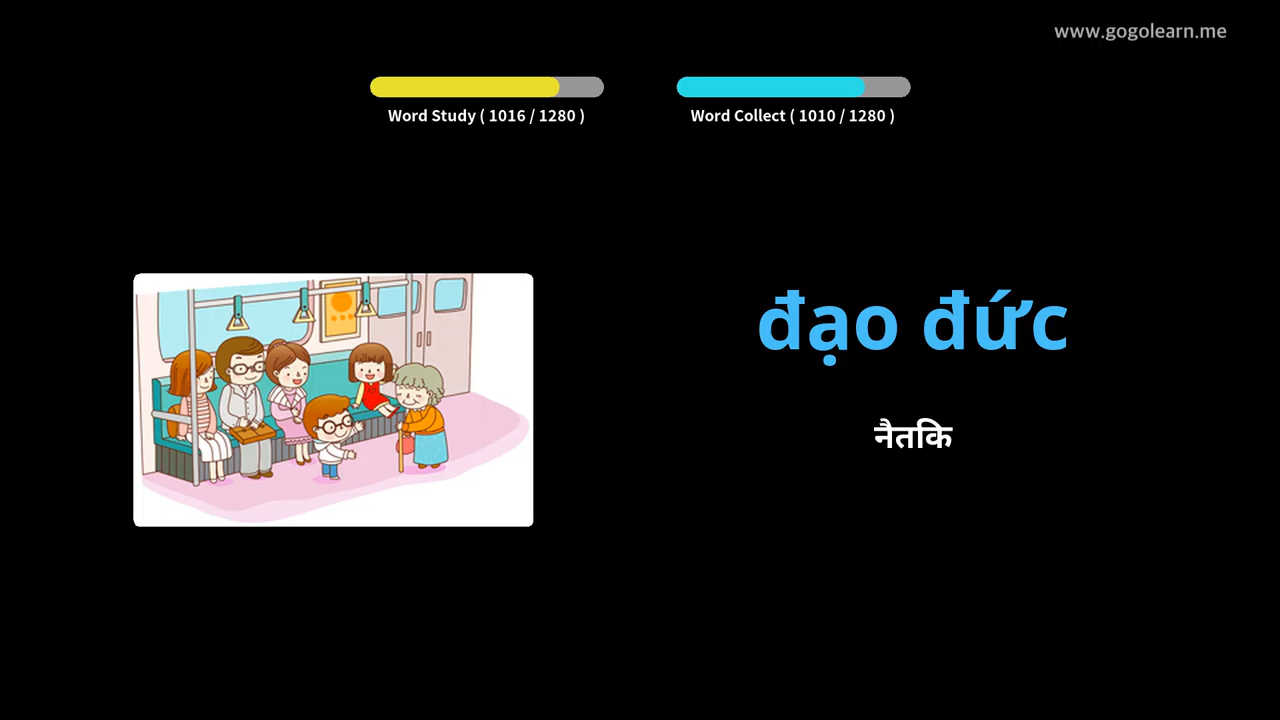 www.gogolearn.me
Word Study ( 1016 / 1280 )
Word Collect ( 1010 / 1280 )
đạo đức
नैतकि